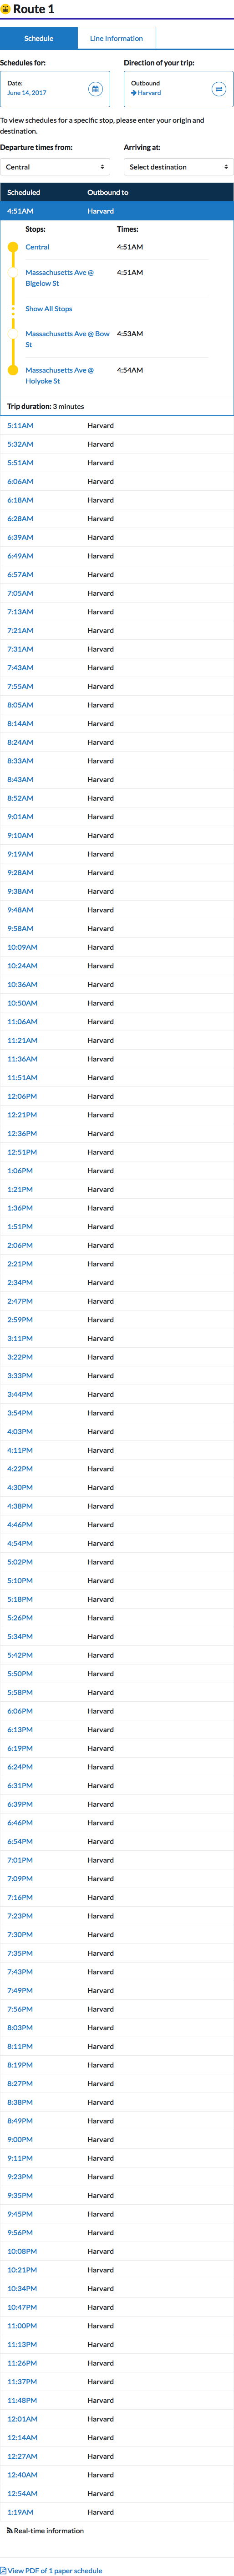 Route 1
Schedule Line Information
Schedules for: Direction of your trip:
Date: Outbound
June 14, 2017 Harvard
To view schedules for a specific stop, please enter your origin and
destination.
Departure times from: Arriving at:
Central Select destination
Scheduled Outbound to
4:51AM Harvard
Stops: Times:
Central 4:51AM
Massachusetts Ave @ 4:51AM
Bigelow St
Show All Stops
Massachusetts Ave @ Bow 4:53AM
St
Massachusetts Ave @ 4:54AM
Holyoke St
Trip duration: 3 minutes
5:11AM Harvard
5:32AM Harvard
5:51AM Harvard
6:06AM Harvard
6:18AM Harvard
6:28AM Harvard
6:39AM Harvard
6:49AM Harvard
6:57AM Harvard
7:05AM Harvard
7:13AM Harvard
7:21AM Harvard
7:31AM Harvard
7:43AM Harvard
7:55AM Harvard
8:05AM Harvard
8:14AM Harvard
8:24AM Harvard
8:33AM Harvard
8:43AM Harvard
8:52AM Harvard
9:01AM Harvard
9:10AM Harvard
9:19AM Harvard
9:28AM Harvard
9:38AM Harvard
9:48AM Harvard
9:58AM Harvard
10:09AM Harvard
10:24AM Harvard
10:36AM Harvard
10:50AM Harvard
11:06AM Harvard
11:21AM Harvard
11:36AM Harvard
11:51AM Harvard
12:06PM Harvard
12:21PM Harvard
12:36PM Harvard
12:51PM Harvard
1:06PM Harvard
1:21PM Harvard
1:36PM Harvard
1:51PM Harvard
2:06PM Harvard
2:21PM Harvard
2:34PM Harvard
2:47PM Harvard
2:59PM Harvard
3:11PM Harvard
3:22PM Harvard
3:33PM Harvard
3:44PM Harvard
3:54PM Harvard
4:03PM Harvard
4:11PM Harvard
4:22PM Harvard
4:30PM Harvard
4:38PM Harvard
4:46PM Harvard
4:54PM Harvard
5:02PM Harvard
5:10PM Harvard
5:18PM Harvard
5:26PM Harvard
5:34PM Harvard
5:42PM Harvard
5:50PM Harvard
5:58PM Harvard
6:06PM Harvard
6:13PM Harvard
6:19PM Harvard
6:24PM Harvard
6:31PM Harvard
6:39PM Harvard
6:46PM Harvard
6:54PM Harvard
7:01PM Harvard
7:09PM Harvard
7:16PM Harvard
7:23PM Harvard
7:30PM Harvard
7:35PM Harvard
7:43PM Harvard
7:49PM Harvard
7:56PM Harvard
8:03PM Harvard
8:11PM Harvard
8:19PM Harvard
8:27PM Harvard
8:38PM Harvard
8:49PM Harvard
9:00PM Harvard
9:11PM Harvard
9:23PM Harvard
9:35PM Harvard
9:45PM Harvard
9:56PM Harvard
10:08PM Harvard
10:21PM Harvard
10:34PM Harvard
10:47PM Harvard
11:00PM Harvard
11:13PM Harvard
11:26PM Harvard
11:37PM Harvard
11:48PM Harvard
12:01AM Harvard
12:14AM Harvard
12:27AM Harvard
12:40AM Harvard
12:54AM Harvard
1:19AM Harvard
Real-time information
View PDF of 1 paper schedule